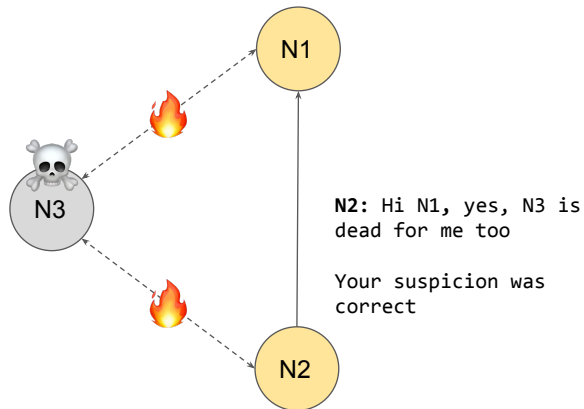 N1
N3
N2: Hi N1, yes, N3 is
dead for me too
Your suspicion was
correct
N2